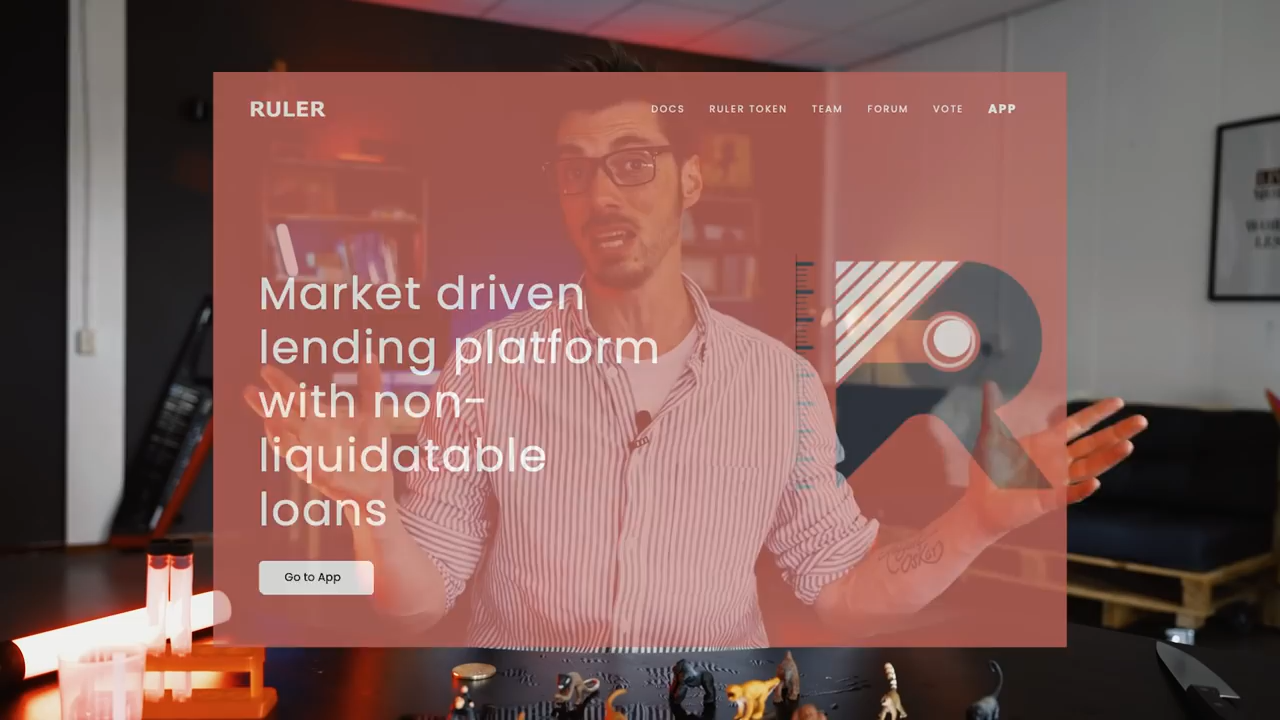 RULER
DOCS RULER TOKEN TEAM FORUM VOTE APP
Market driven
lending platform
with non-
liquidatable
loans
Go to App